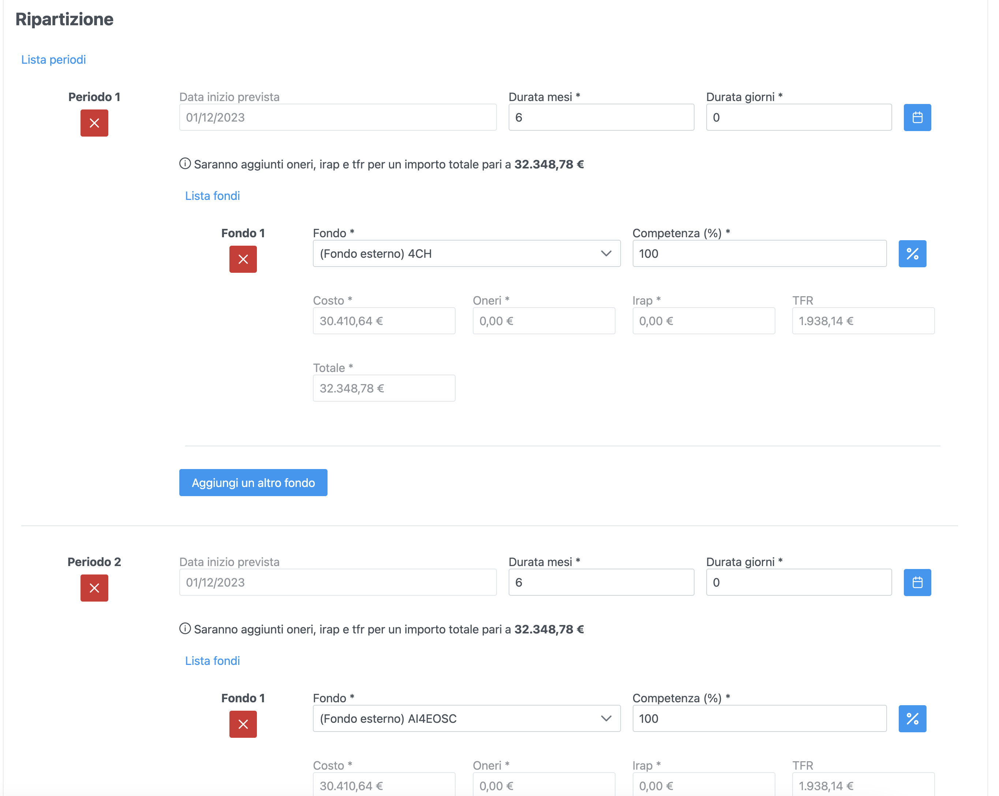 Ripartizione
Lista periodi
Periodo 1
Data inizio prevista
Durata mesi *
Durata giorni *
01/12/2023
6
0
Saranno aggiunti oneri, irap e tfr per un importo totale pari a 32.348,78 €
Lista fondi
Fondo 1
Fondo *
Competenza (%) *
(Fondo esterno) 4CH
100
Costo *
Oneri *
Irap *
TFR
30.410,64 €
0,00 €
0,00 €
1.938,14 €
Totale *
32.348,78 €
Aggiungi un altro fondo
Periodo 2
Data inizio prevista
Durata mesi *
Durata giorni *
01/12/2023
6
0
Saranno aggiunti oneri, irap e tfr per un importo totale pari a 32.348,78 €
Lista fondi
Fondo 1
Fondo *
Competenza (%) *
(Fondo esterno) AI4EOSC
100
Costo *
Oneri *
Irap *
TFR
30.410,64 €
0,00 €
0,00 €
1.938,14 €